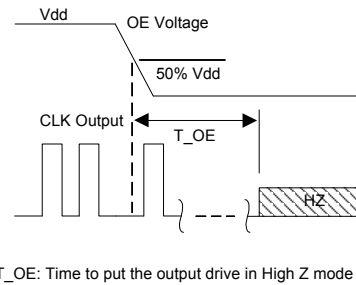 Vdd
OE Voltage
50% Vdd
CLK Output
T_OE
HZ
T_OE: Time to put the output drive in High Z mode